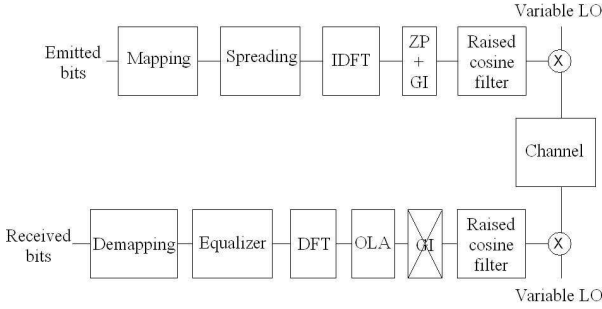 Variable LO
Emitted
bits
Mapping
Spreading
IDFT
ZP
+
GI
Raised
cosine
filter
X
Channel
Received
bits
Demapping
Equalizer
DFT
OLA
GI
Raised
cosine
filter
X
Variable LO